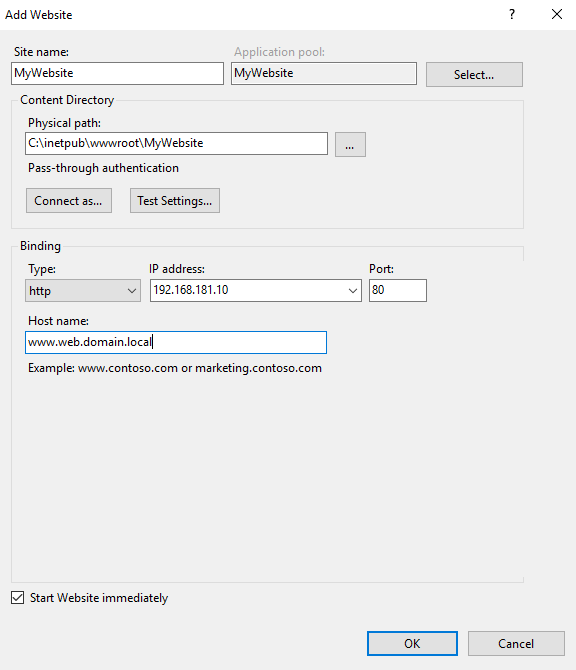 Add Website
?
Site name:
Application pool:
MyWebsite
MyWebsite
Select...
Content Directory
Physical path:
C:\inetpub\wwwroot\MyWebsite
...
Pass-through authentication
Connect as...
Test Settings...
Binding
Type:
IP address:
Port:
http
192.168.181.10
80
Host name:
www.web.domain.local
Example: www.contoso.com or marketing.contoso.com
Start Website immediately
OK
Cancel